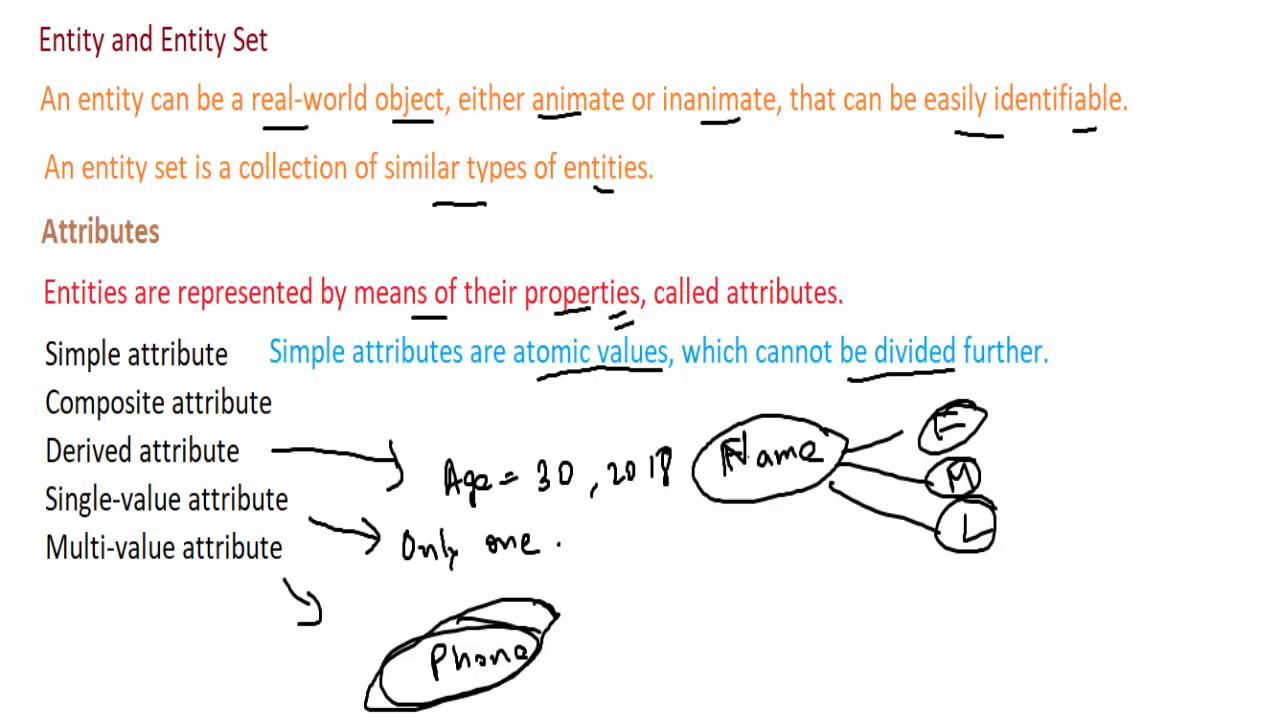 Entity and Entity Set
An entity can be a real-world object, either animate or inanimate, that can be easily identifiable.
An entity set is a collection of similar types of entities.
Attributes
Entities are represented by means of their properties, called attributes.
Simple attribute
Simple attributes are atomic values, which cannot be divided further.
Composite attribute
Derived attribute
Age = 30, 2018
Name
F
M
L
Single-value attribute
Only one.
Multi-value attribute
Phone